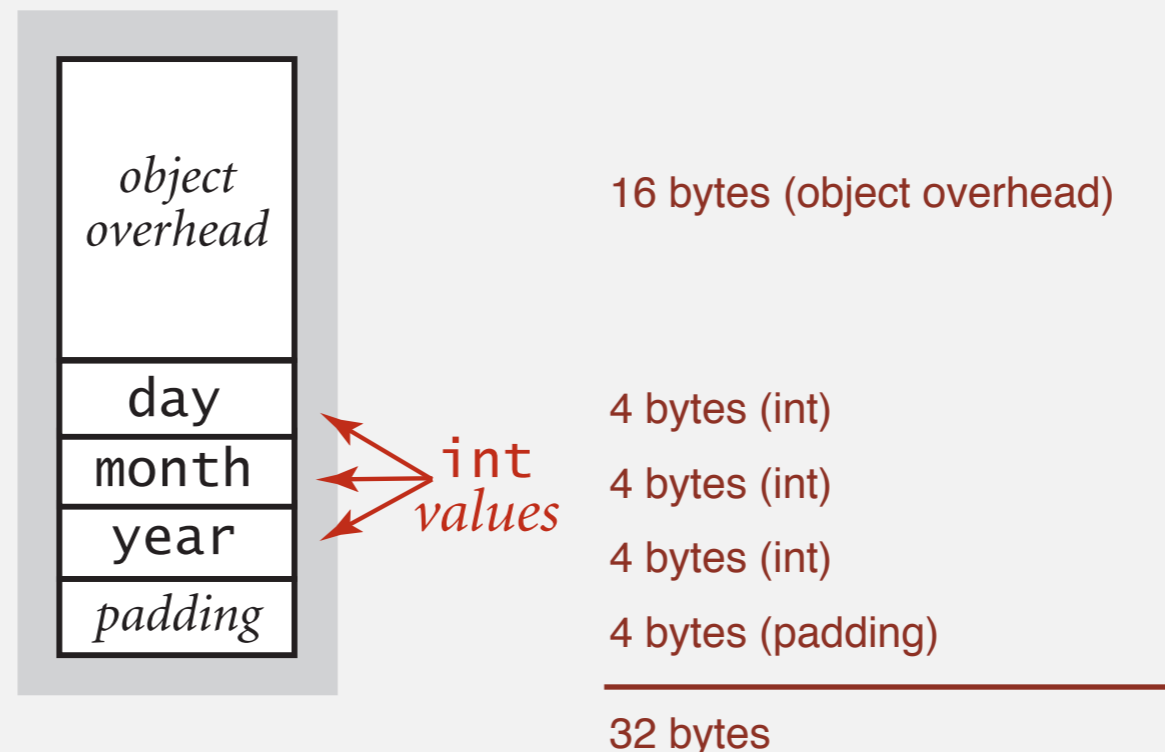 object
overhead
16 bytes (object overhead)
day
4 bytes (int)
month
4 bytes (int)
year
4 bytes (int)
int
values
padding
4 bytes (padding)
32 bytes